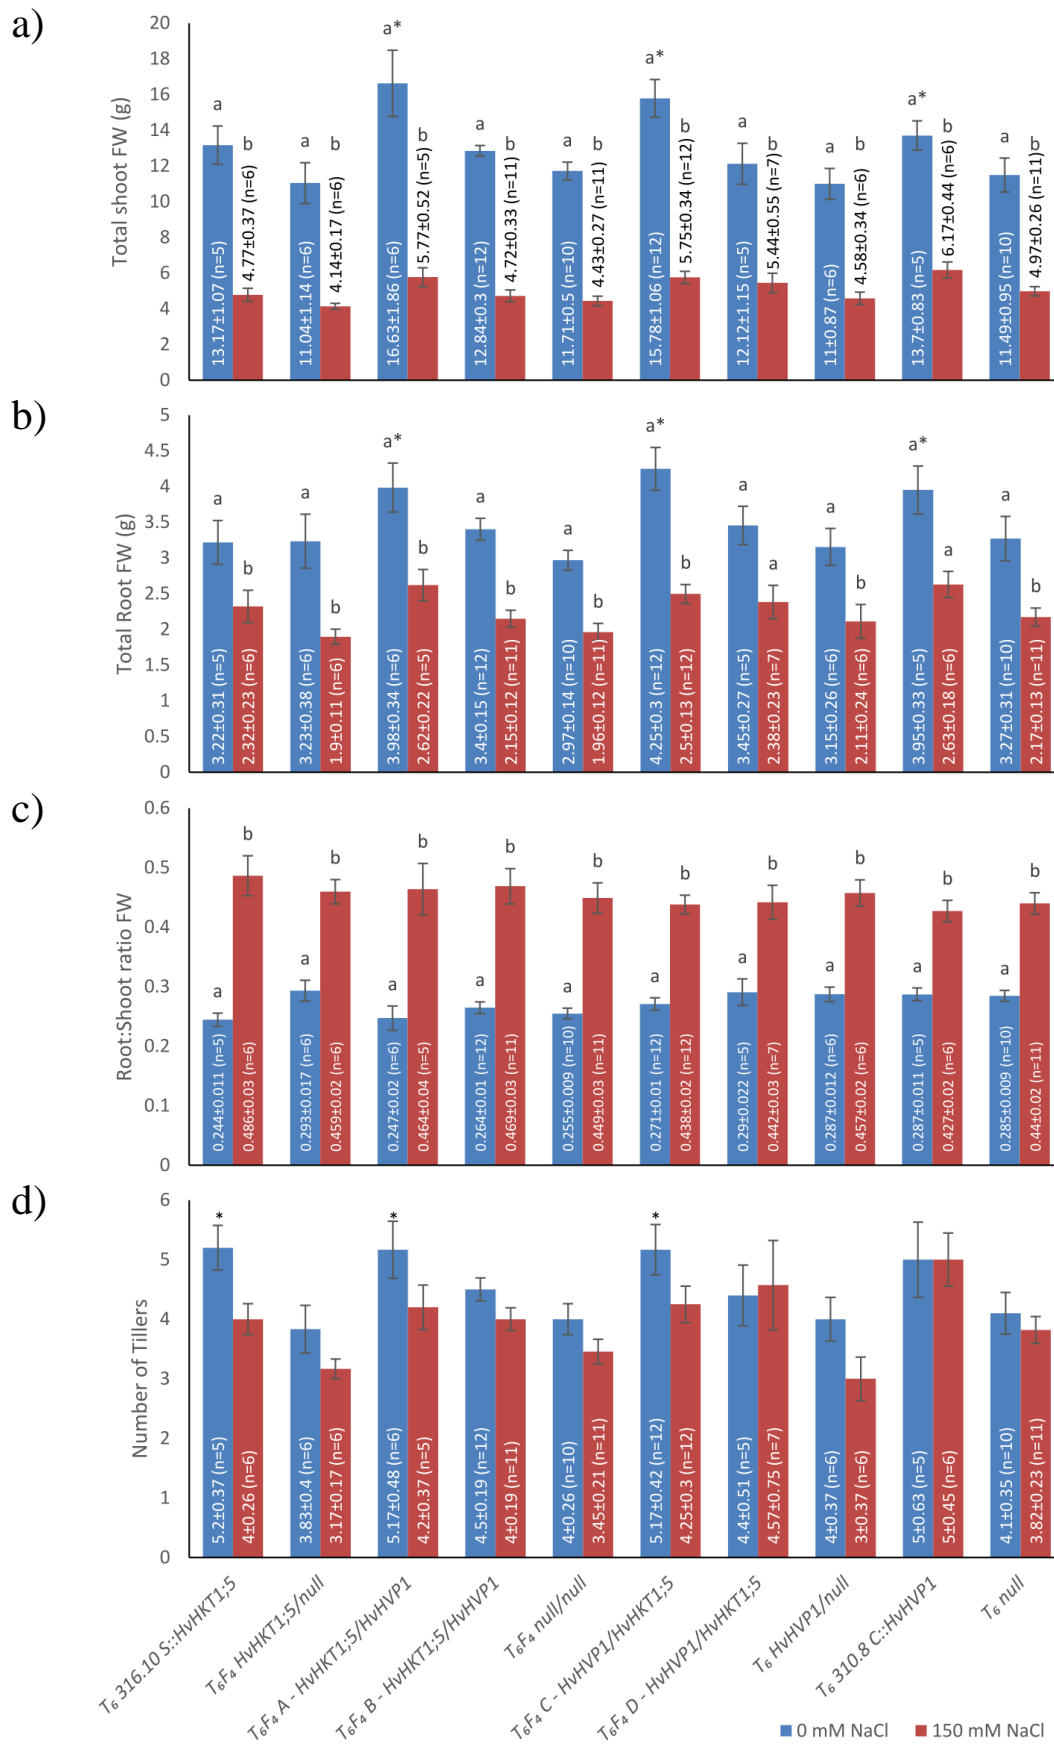 a)
Total shoot FW (g)
20
18
16
14
12
10
8
6
4
2
0
a b a b a* b a b a b a* b a b a b a* b a b
13.17±1.07 (n=5)
4.77±0.37 (n=6)
11.04±1.14 (n=6)
4.14±0.17 (n=6)
16.63±1.86 (n=6)
5.77±0.52 (n=5)
12.84±0.3 (n=12)
4.72±0.33 (n=11)
11.71±0.5 (n=10)
4.43±0.27 (n=11)
15.78±1.06 (n=12)
5.75±0.34 (n=12)
12.12±1.15 (n=5)
5.44±0.55 (n=7)
11±0.87 (n=6)
4.58±0.34 (n=6)
13.7±0.83 (n=5)
6.17±0.44 (n=6)
11.49±0.95 (n=10)
4.97±0.26 (n=11)
b)
Total Root FW (g)
5
4.5
4
3.5
3
2.5
2
1.5
1
0.5
0
a b a b a* b a b a b a* b a a a b a* a a b
3.22±0.31 (n=5)
2.32±0.23 (n=6)
3.23±0.38 (n=6)
1.9±0.11 (n=6)
3.98±0.34 (n=6)
2.62±0.22 (n=5)
3.4±0.15 (n=12)
2.15±0.12 (n=11)
2.97±0.14 (n=10)
1.96±0.12 (n=11)
4.25±0.3 (n=12)
2.5±0.13 (n=12)
3.45±0.27 (n=5)
2.38±0.23 (n=7)
3.15±0.26 (n=6)
2.11±0.24 (n=6)
3.95±0.33 (n=5)
2.63±0.18 (n=6)
3.27±0.31 (n=10)
2.17±0.13 (n=11)
c)
Root:Shoot ratio FW
0.6
0.5
0.4
0.3
0.2
0.1
0
a b a b a b a b a b a b a b a b a b a b
0.244±0.011 (n=5)
0.486±0.03 (n=6)
0.293±0.017 (n=6)
0.459±0.02 (n=6)
0.247±0.02 (n=6)
0.464±0.04 (n=5)
0.264±0.01 (n=12)
0.469±0.03 (n=11)
0.255±0.009 (n=10)
0.449±0.03 (n=11)
0.271±0.01 (n=12)
0.438±0.02 (n=12)
0.29±0.022 (n=5)
0.442±0.03 (n=7)
0.287±0.012 (n=6)
0.457±0.02 (n=6)
0.287±0.011 (n=5)
0.427±0.02 (n=6)
0.285±0.009 (n=10)
0.44±0.02 (n=11)
d)
Number of Tillers
6
5
4
3
2
1
0
* * *
5.2±0.37 (n=5)
4±0.26 (n=6)
3.83±0.4 (n=6)
3.17±0.17 (n=6)
5.17±0.48 (n=6)
4.2±0.37 (n=5)
4.5±0.19 (n=12)
4±0.19 (n=11)
4±0.26 (n=10)
3.45±0.21 (n=11)
5.17±0.42 (n=12)
4.25±0.3 (n=12)
4.4±0.51 (n=5)
4.57±0.75 (n=7)
4±0.37 (n=6)
3±0.37 (n=6)
5±0.63 (n=5)
5±0.45 (n=6)
4.1±0.35 (n=10)
3.82±0.23 (n=11)
T₆ 316.10 S::HvHKT1;5
T₆F₄ HvHKT1;5/null
T₆F₄ A - HvHKT1;5/HvHVP1
T₆F₄ B - HvHKT1;5/HvHVP1
T₆F₄ null/null
T₆F₄ C - HvHVP1/HvHKT1;5
T₆F₄ D - HvHVP1/HvHKT1;5
T₆ HvHVP1/null
T₆ 310.8 C::HvHVP1
T₆ null
0 mM NaCl
150 mM NaCl